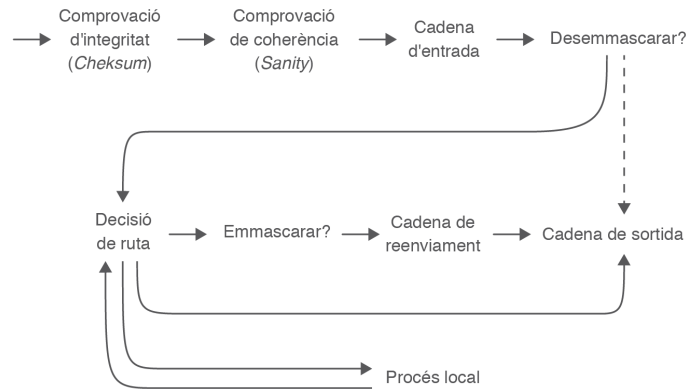 Comprovació
d'integritat
(Cheksum)
Comprovació
de coherència
(Sanity)
Cadena
d'entrada
Desemmascarar?
Decisió
de ruta
Emmascarar?
Cadena de
reenviament
Cadena de sortida
Procés local